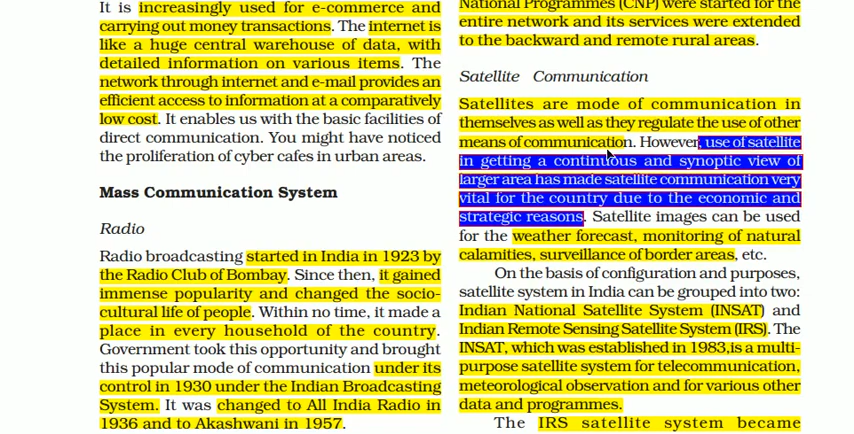 It is increasingly used for e-commerce and
carrying out money transactions. The internet is
like a huge central warehouse of data, with
detailed information on various items. The
network through internet and e-mail provides an
efficient access to information at a comparatively
low cost. It enables us with the basic facilities of
direct communication. You might have noticed
the proliferation of cyber cafes in urban areas.
Mass Communication System
Radio
Radio broadcasting started in India in 1923 by
the Radio Club of Bombay. Since then, it gained
immense popularity and changed the socio-
cultural life of people. Within no time, it made a
place in every household of the country.
Government took this opportunity and brought
this popular mode of communication under its
control in 1930 under the Indian Broadcasting
System. It was changed to All India Radio in
1936 and to Akashwani in 1957.
National Programmes (CNP) were started for the
entire network and its services were extended
to the backward and remote rural areas.
Satellite Communication
Satellites are mode of communication in
themselves as well as they regulate the use of other
means of communication. However, use of satellite
in getting a continuous and synoptic view of
larger area has made satellite communication very
vital for the country due to the economic and
strategic reasons. Satellite images can be used
for the weather forecast, monitoring of natural
calamities, surveillance of border areas, etc.
On the basis of configuration and purposes,
satellite system in India can be grouped into two:
Indian National Satellite System (INSAT) and
Indian Remote Sensing Satellite System (IRS). The
INSAT, which was established in 1983,is a multi-
purpose satellite system for telecommunication,
meteorological observation and for various other
data and programmes.
The IRS satellite system became